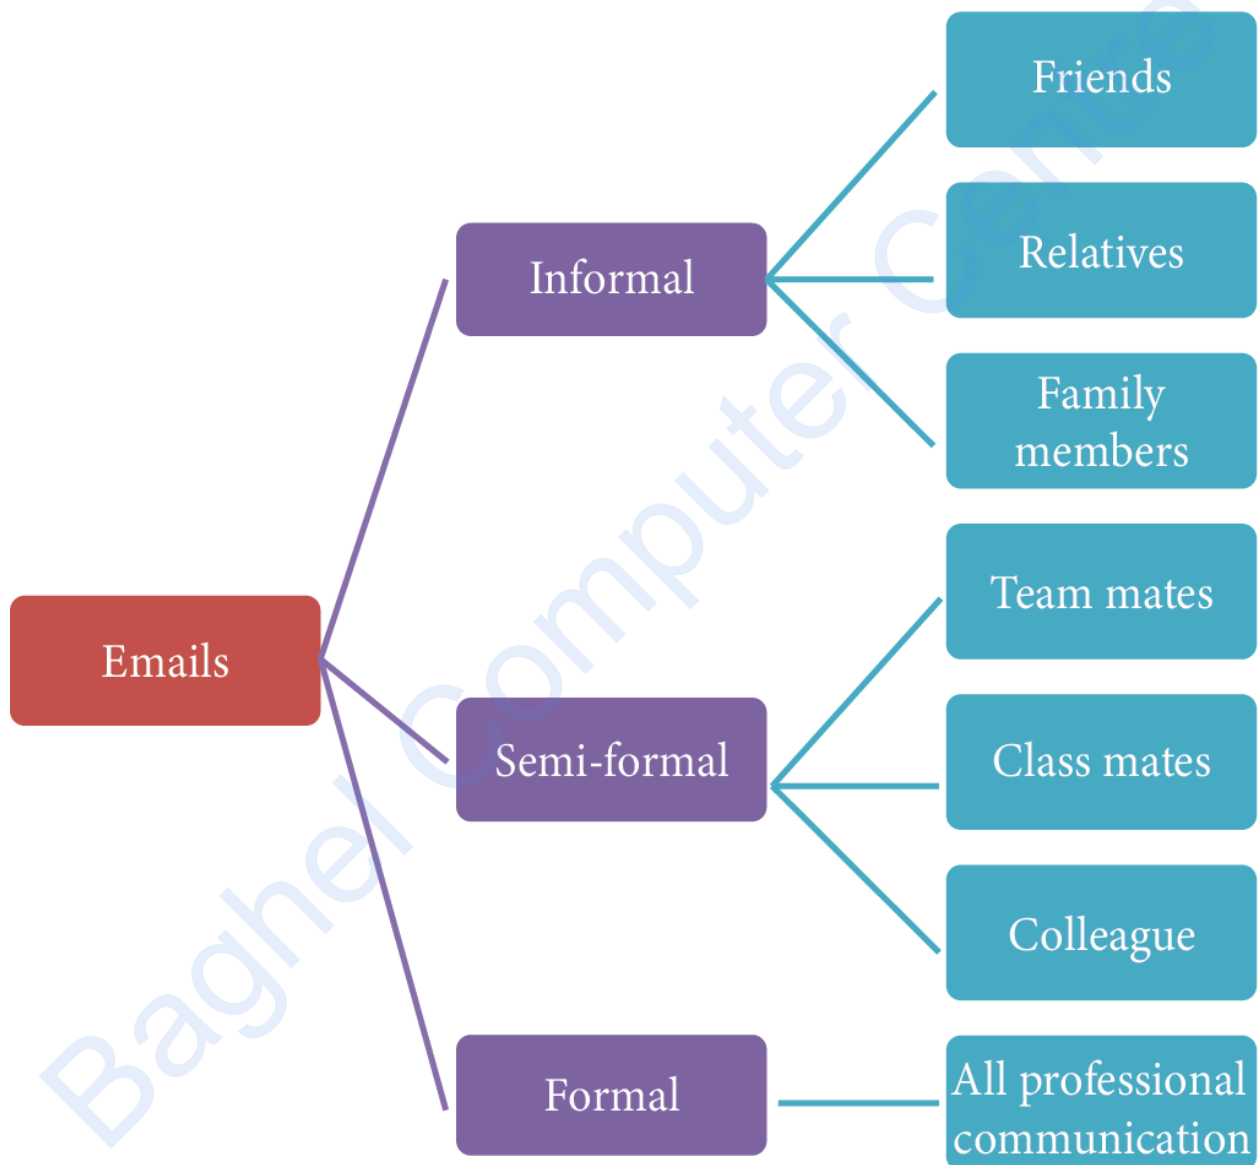 Friends
Informal
Relatives
Family
members
Emails
Team mates
Semi-formal
Class mates
Colleague
Formal
All professional
communication
Baghel Computer Centre